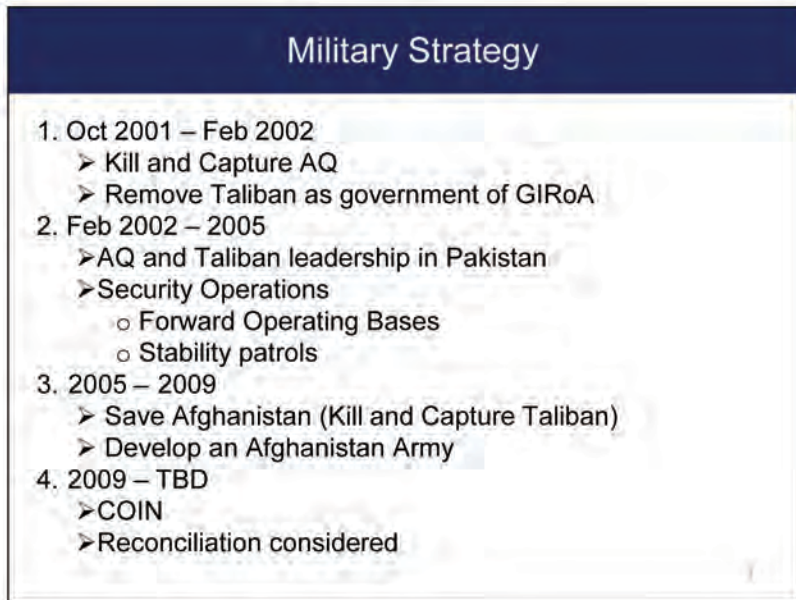 Military Strategy
1. Oct 2001 – Feb 2002
➢ Kill and Capture AQ
➢ Remove Taliban as government of GIRoA
2. Feb 2002 – 2005
➢AQ and Taliban leadership in Pakistan
➢Security Operations
o Forward Operating Bases
o Stability patrols
3. 2005 – 2009
➢ Save Afghanistan (Kill and Capture Taliban)
➢ Develop an Afghanistan Army
4. 2009 – TBD
➢COIN
➢Reconciliation considered